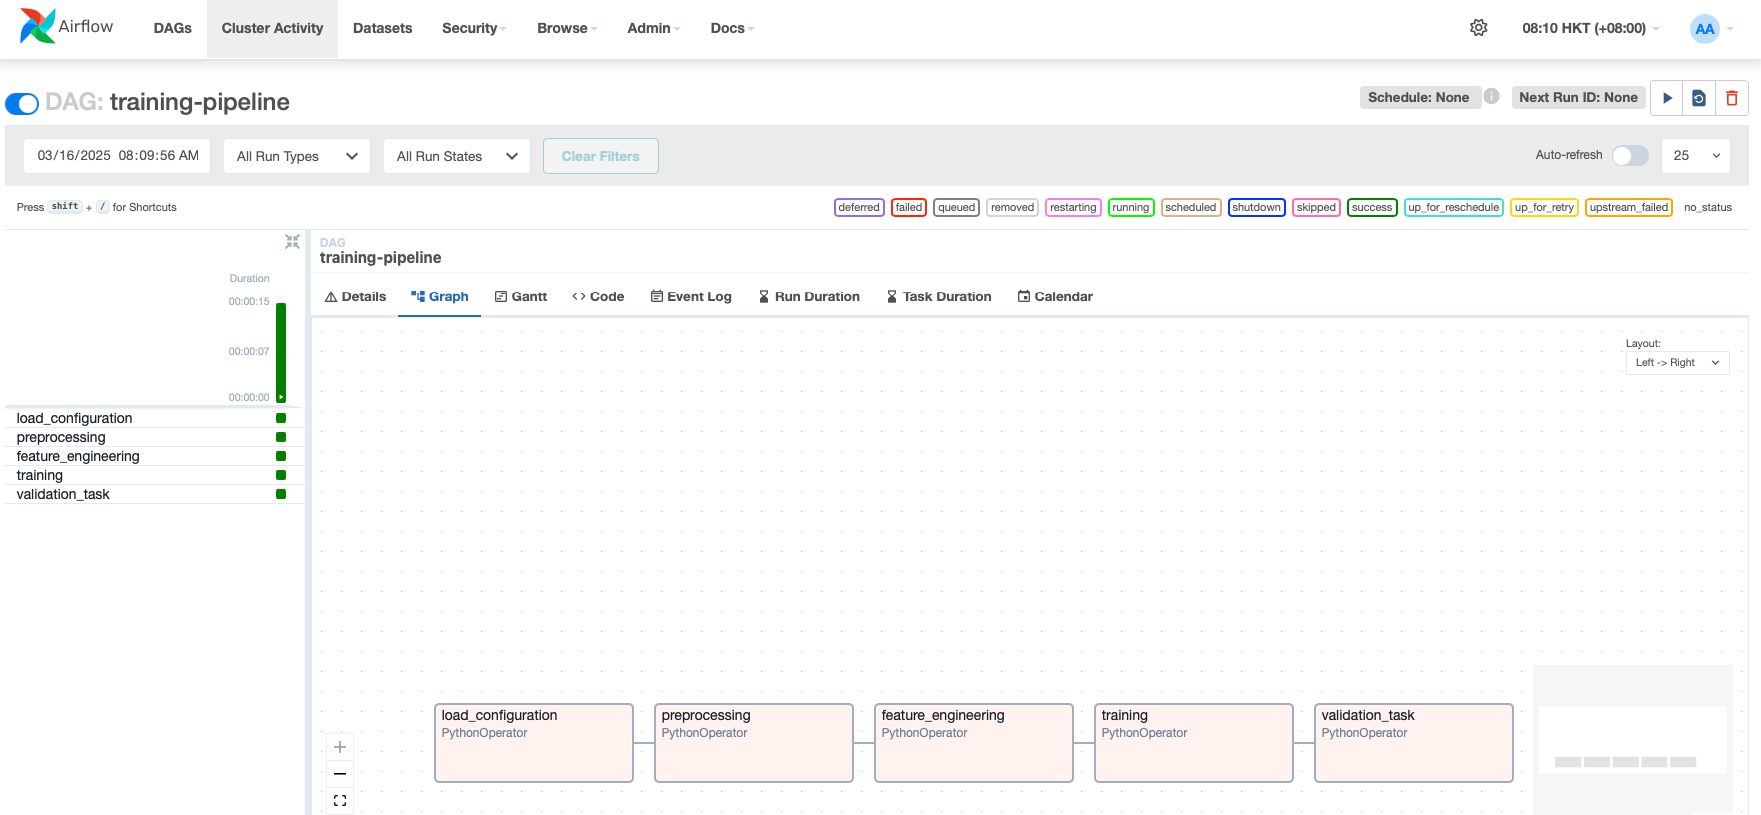 Airflow DAGs Cluster Activity Datasets Security Browse Admin Docs 08:10 HKT (+08:00) AA
DAG: training-pipeline Schedule: None i Next Run ID: None
03/16/2025 08:09:56 AM All Run Types All Run States Clear Filters Auto-refresh 25
Press shift + / for Shortcuts deferred failed queued removed restarting running scheduled shutdown skipped success up_for_reschedule up_for_retry upstream_failed no_status
DAG
training-pipeline
Details Graph Gantt <> Code Event Log Run Duration Task Duration Calendar
Duration
00:00:15
00:00:07
00:00:00
load_configuration
preprocessing
feature_engineering
training
validation_task
Layout:
Left -> Right
load_configuration
PythonOperator
preprocessing
PythonOperator
feature_engineering
PythonOperator
training
PythonOperator
validation_task
PythonOperator